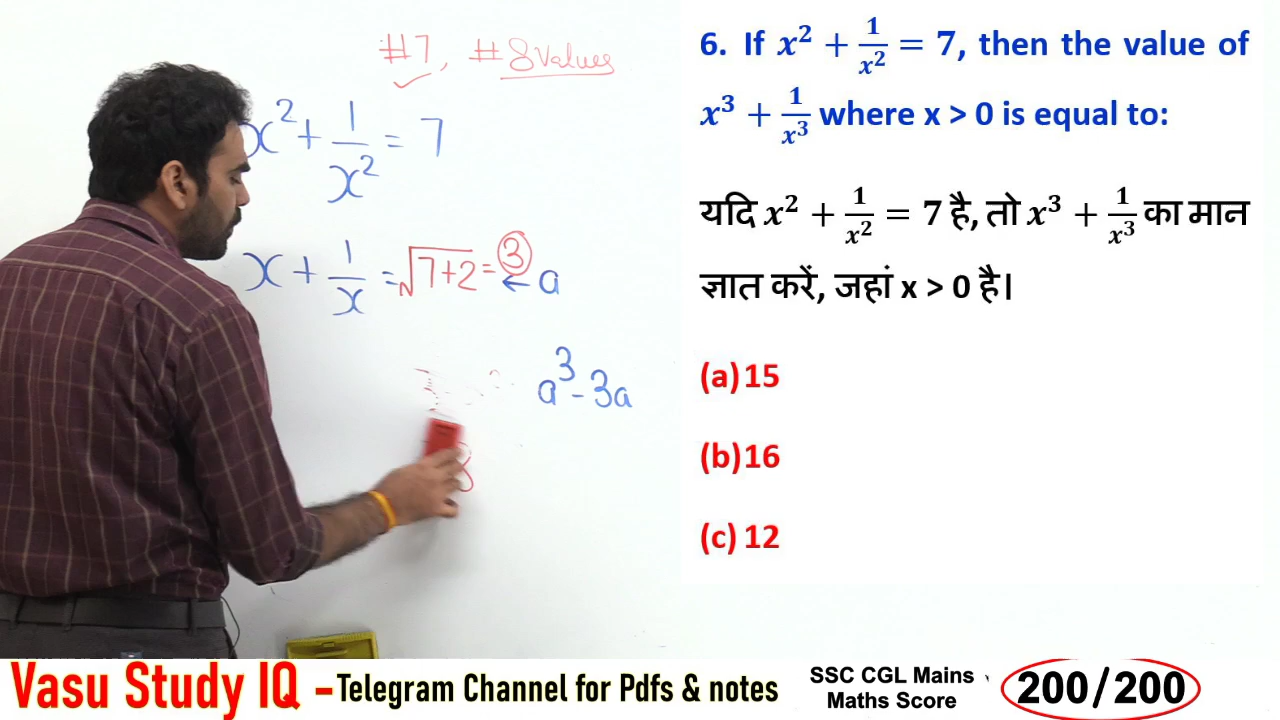 #7, #8Values
x² + 1/x² = 7
x + 1/x = √7+2 = 3 ← a
a³ - 3a
8
6. If x² + 1/x² = 7, then the value of
x³ + 1/x³ where x > 0 is equal to:
यदि x² + 1/x² = 7 है, तो x³ + 1/x³ का मान
ज्ञात करें, जहां x > 0 है।
(a) 15
(b) 16
(c) 12
Vasu Study IQ - Telegram Channel for Pdfs & notes
SSC CGL Mains
Maths Score
200/200